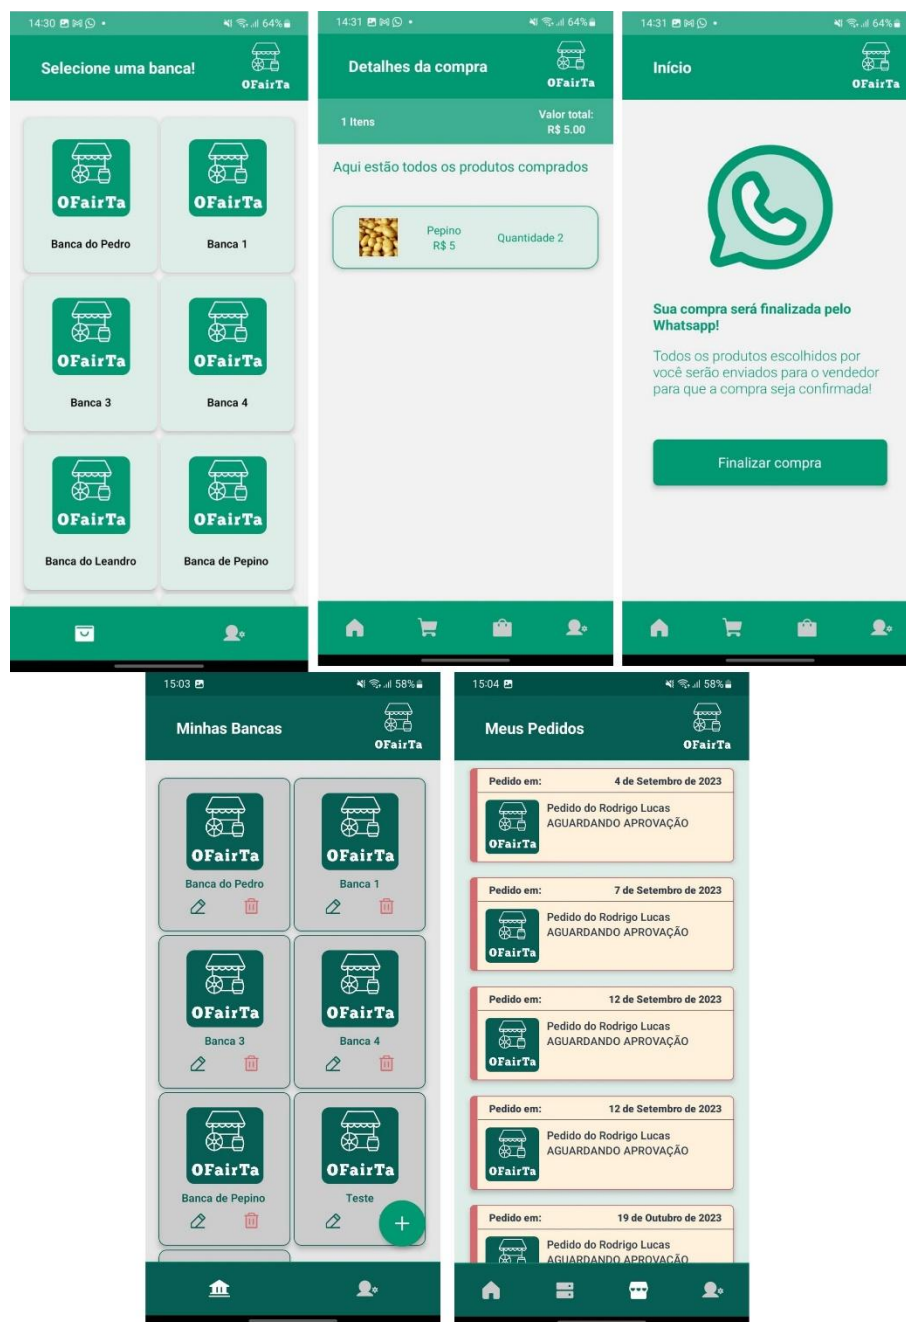 14:30
64%
Selecione uma banca!
OFairTa
OFairTa
OFairTa
Banca do Pedro
Banca 1
OFairTa
OFairTa
Banca 3
Banca 4
OFairTa
OFairTa
Banca do Leandro
Banca de Pepino
14:31
64%
Detalhes da compra
OFairTa
1 Itens
Valor total:
R$ 5.00
Aqui estão todos os produtos comprados
Pepino
R$ 5
Quantidade 2
14:31
64%
Início
OFairTa
Sua compra será finalizada pelo
Whatsapp!
Todos os produtos escolhidos por
você serão enviados para o vendedor
para que a compra seja confirmada!
Finalizar compra
15:03
58%
Minhas Bancas
OFairTa
OFairTa
OFairTa
Banca do Pedro
Banca 1
OFairTa
OFairTa
Banca 3
Banca 4
OFairTa
OFairTa
Banca de Pepino
Teste
+
15:04
58%
Meus Pedidos
OFairTa
Pedido em: 4 de Setembro de 2023
Pedido do Rodrigo Lucas
AGUARDANDO APROVAÇÃO
OFairTa
Pedido em: 7 de Setembro de 2023
Pedido do Rodrigo Lucas
AGUARDANDO APROVAÇÃO
OFairTa
Pedido em: 12 de Setembro de 2023
Pedido do Rodrigo Lucas
AGUARDANDO APROVAÇÃO
OFairTa
Pedido em: 12 de Setembro de 2023
Pedido do Rodrigo Lucas
AGUARDANDO APROVAÇÃO
OFairTa
Pedido em: 19 de Outubro de 2023
Pedido do Rodrigo Lucas
AGUARDANDO APROVAÇÃO